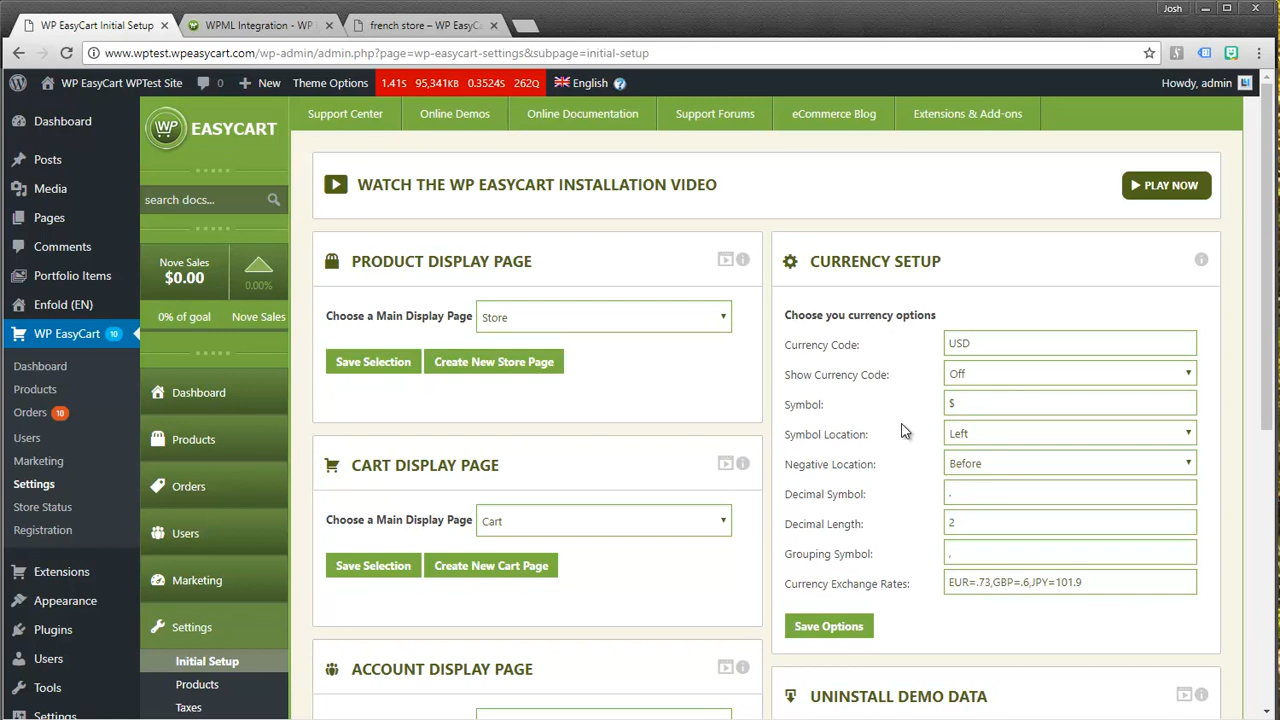 Josh
WP EasyCart Initial Setup
WPML Integration - WP
french store – WP EasyCa
www.wptest.wpeasycart.com/wp-admin/admin.php?page=wp-easycart-settings&subpage=initial-setup
WP EasyCart WPTest Site
0
New
Theme Options
1.41S 95,341KB 0.3524S 262Q
English
Howdy, admin
Dashboard
Posts
Media
Pages
Comments
Portfolio Items
Enfold (EN)
WP EasyCart 10
Dashboard
Products
Orders 10
Users
Marketing
Settings
Store Status
Registration
Extensions
Appearance
Plugins
Users
Tools
Settings
WP EASYCART
search docs...
Nove Sales
$0.00
0.00%
0% of goal
Nove Sales
Dashboard
Products
Orders
Users
Marketing
Settings
Initial Setup
Products
Taxes
Support Center
Online Demos
Online Documentation
Support Forums
eCommerce Blog
Extensions & Add-ons
WATCH THE WP EASYCART INSTALLATION VIDEO
PLAY NOW
PRODUCT DISPLAY PAGE
Choose a Main Display Page Store
Save Selection Create New Store Page
CART DISPLAY PAGE
Choose a Main Display Page Cart
Save Selection Create New Cart Page
ACCOUNT DISPLAY PAGE
CURRENCY SETUP
Choose you currency options
Currency Code: USD
Show Currency Code: Off
Symbol: $
Symbol Location: Left
Negative Location: Before
Decimal Symbol: .
Decimal Length: 2
Grouping Symbol: ,
Currency Exchange Rates: EUR=.73,GBP=.6,JPY=101.9
Save Options
UNINSTALL DEMO DATA